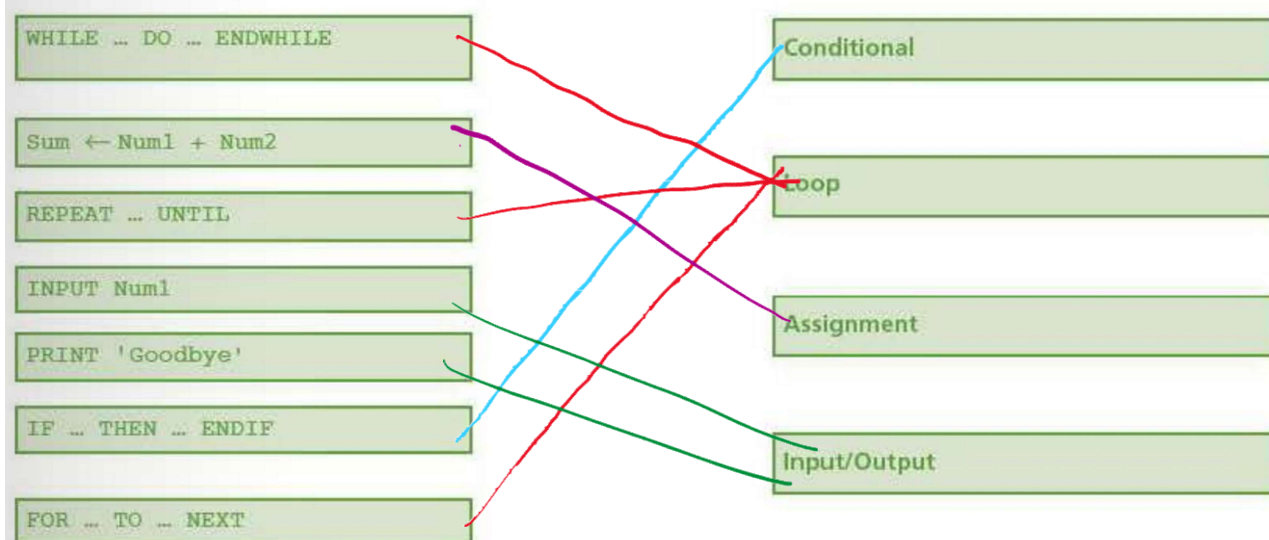 WHILE … DO … ENDWHILE
Sum ← Num1 + Num2
REPEAT … UNTIL
INPUT Num1
PRINT 'Goodbye'
IF … THEN … ENDIF
FOR … TO … NEXT
Conditional
Loop
Assignment
Input/Output